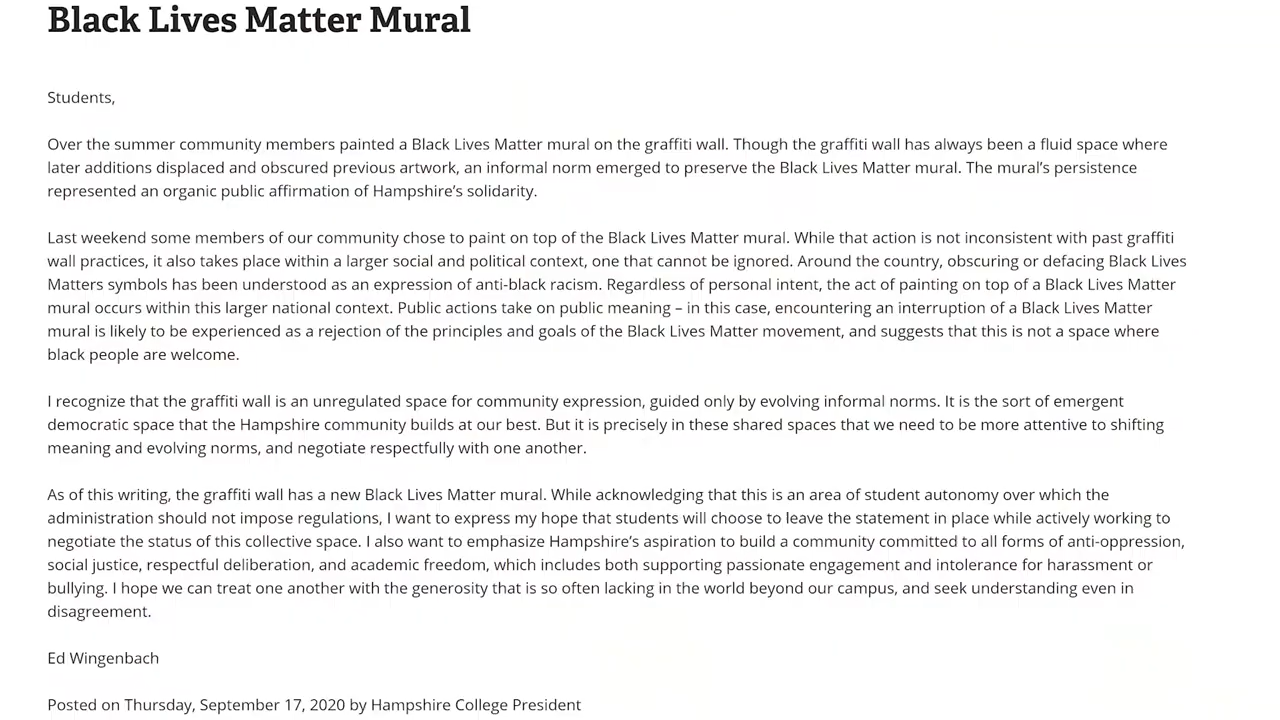 Black Lives Matter Mural
Students,
Over the summer community members painted a Black Lives Matter mural on the graffiti wall. Though the graffiti wall has always been a fluid space where
later additions displaced and obscured previous artwork, an informal norm emerged to preserve the Black Lives Matter mural. The mural's persistence
represented an organic public affirmation of Hampshire's solidarity.
Last weekend some members of our community chose to paint on top of the Black Lives Matter mural. While that action is not inconsistent with past graffiti
wall practices, it also takes place within a larger social and political context, one that cannot be ignored. Around the country, obscuring or defacing Black Lives
Matters symbols has been understood as an expression of anti-black racism. Regardless of personal intent, the act of painting on top of a Black Lives Matter
mural occurs within this larger national context. Public actions take on public meaning – in this case, encountering an interruption of a Black Lives Matter
mural is likely to be experienced as a rejection of the principles and goals of the Black Lives Matter movement, and suggests that this is not a space where
black people are welcome.
I recognize that the graffiti wall is an unregulated space for community expression, guided only by evolving informal norms. It is the sort of emergent
democratic space that the Hampshire community builds at our best. But it is precisely in these shared spaces that we need to be more attentive to shifting
meaning and evolving norms, and negotiate respectfully with one another.
As of this writing, the graffiti wall has a new Black Lives Matter mural. While acknowledging that this is an area of student autonomy over which the
administration should not impose regulations, I want to express my hope that students will choose to leave the statement in place while actively working to
negotiate the status of this collective space. I also want to emphasize Hampshire's aspiration to build a community committed to all forms of anti-oppression,
social justice, respectful deliberation, and academic freedom, which includes both supporting passionate engagement and intolerance for harassment or
bullying. I hope we can treat one another with the generosity that is so often lacking in the world beyond our campus, and seek understanding even in
disagreement.
Ed Wingenbach
Posted on Thursday, September 17, 2020 by Hampshire College President